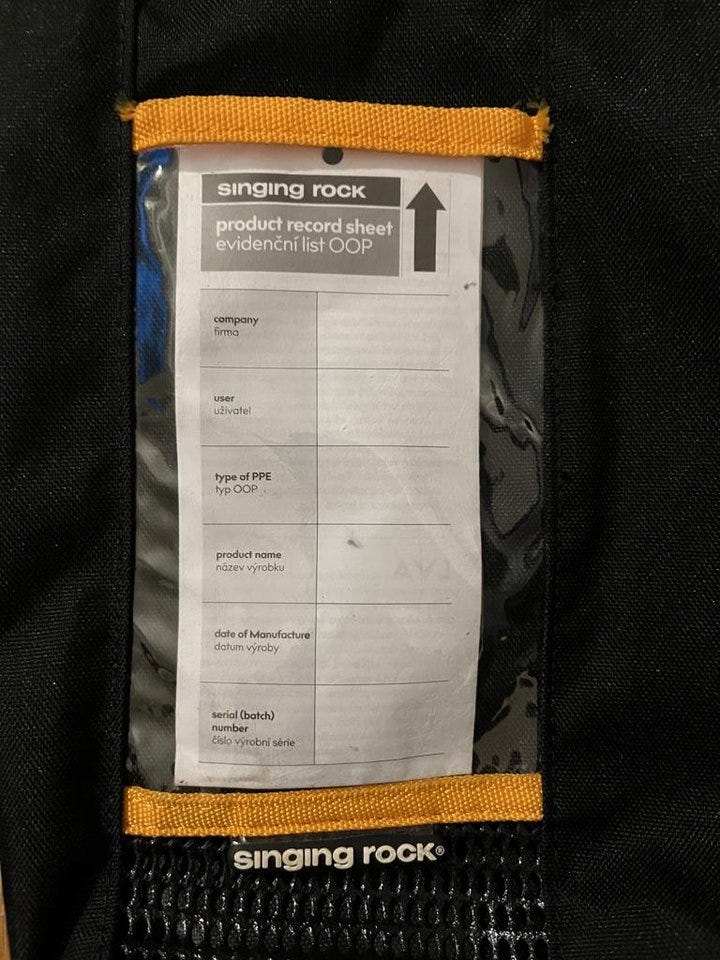 singing rock
product record sheet
evidenční list OOP
company
firma
user
uživatel
type of PPE
typ OOP
product name
název výrobku
date of Manufacture
datum výroby
serial (batch)
number
číslo výrobní série
singing rock®